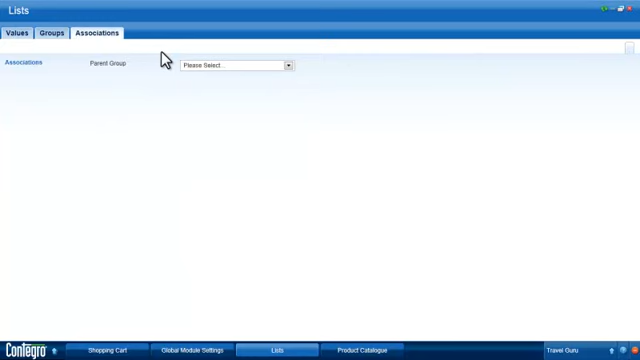 Lists
Values Groups Associations
Associations Parent Group Please Select...
Contegro Shopping Cart Global Module Settings Lists Product Catalogue Travel Guru